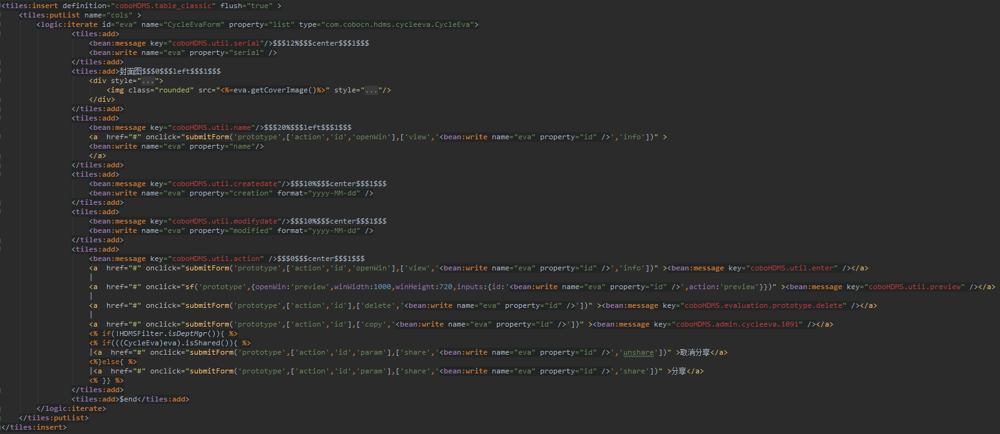 <tiles:insert definition="coboHDMS.table_classic" flush="true" >
<tiles:putList name="cols" >
<logic:iterate id="eva" name="CycleEvaForm" property="list" type="com.cobocn.hdms.cycleeva.CycleEva">
<tiles:add>
<bean:message key="coboHDMS.util.serial"/>$$$12%$$$center$$$1$$$
<bean:write name="eva" property="serial" />
</tiles:add>
<tiles:add>封面图$$$0$$$left$$$1$$$
<div style="...">
<img class="rounded" src="<%=eva.getCoverImage()%>" style="..."/>
</div>
</tiles:add>
<tiles:add>
<bean:message key="coboHDMS.util.name"/>$$$20%$$$left$$$1$$$
<a  href="#" onclick="submitForm('prototype',['action','id','openWin'],['view','<bean:write name="eva" property="id" />','info'])" >
<bean:write name="eva" property="name"/>
</a>
</tiles:add>
<tiles:add>
<bean:message key="coboHDMS.util.createdate"/>$$$10%$$$center$$$1$$$
<bean:write name="eva" property="creation" format="yyyy-MM-dd" />
</tiles:add>
<tiles:add>
<bean:message key="coboHDMS.util.modifydate"/>$$$10%$$$center$$$1$$$
<bean:write name="eva" property="modified" format="yyyy-MM-dd" />
</tiles:add>
<tiles:add>
<bean:message key="coboHDMS.util.action" />$$$0$$$center$$$1$$$
<a  href="#" onclick="submitForm('prototype',['action','id','openWin'],['view','<bean:write name="eva" property="id" />','info'])" ><bean:message key="coboHDMS.util.enter" /></a>
|
<a  href="#" onclick="sf('prototype',{openWin:'preview',winWidth:1000,winHeight:720,inputs:{id:'<bean:write name="eva" property="id" />',action:'preview'}})" ><bean:message key="coboHDMS.util.preview" /></a>
|
<a  href="#" onclick="submitForm('prototype',['action','id'],['delete','<bean:write name="eva" property="id" />'])" ><bean:message key="coboHDMS.evaluation.prototype.delete" /></a>
|
<a  href="#" onclick="submitForm('prototype',['action','id'],['copy','<bean:write name="eva" property="id" />'])" ><bean:message key="coboHDMS.admin.cycleeva.1091" /></a>
<% if(!HDMSFilter.isDeptMgr()){ %>
<% if(((CycleEva)eva).isShared()){ %>
|<a  href="#" onclick="submitForm('prototype',['action','id','param'],['share','<bean:write name="eva" property="id" />','unshare'])" >取消分享</a>
<%}else{ %>
|<a  href="#" onclick="submitForm('prototype',['action','id','param'],['share','<bean:write name="eva" property="id" />','share'])" >分享</a>
<% }} %>
</tiles:add>
<tiles:add>$end</tiles:add>
</logic:iterate>
</tiles:putList>
</tiles:insert>